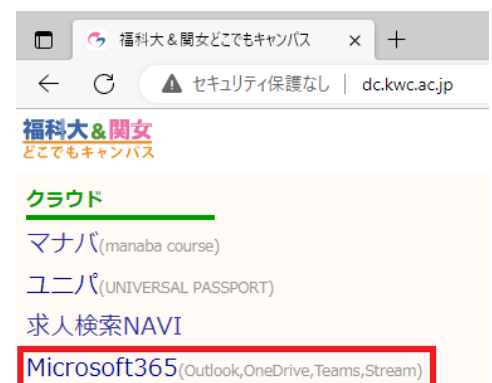 福科大&関女どこでもキャンパス
セキュリティ保護なし | dc.kwc.ac.jp
福科大&関女
どこでもキャンパス
クラウド
マナバ(manaba course)
ユニパ(UNIVERSAL PASSPORT)
求人検索NAVI
Microsoft365(Outlook,OneDrive,Teams,Stream)